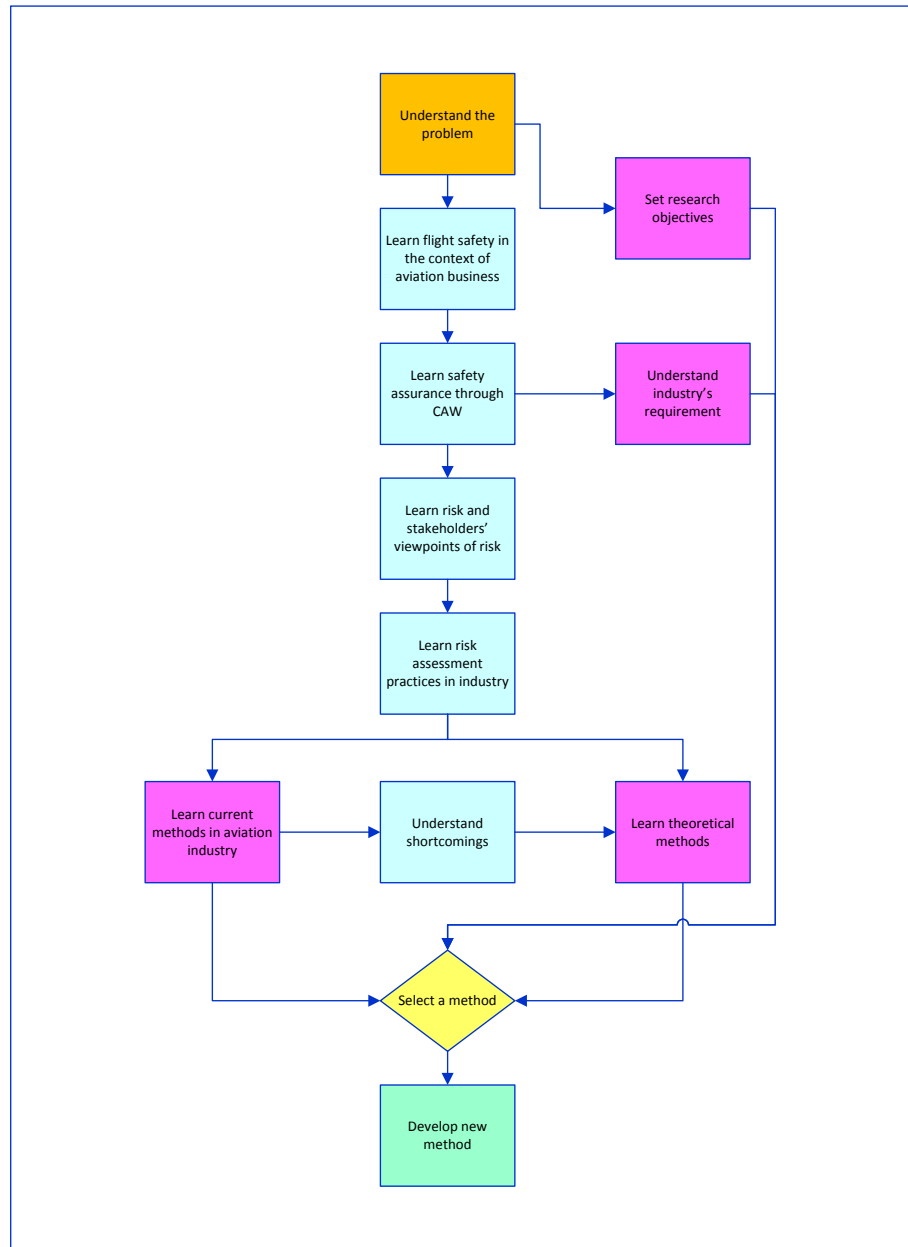 Understand the
problem
Set research
objectives
Learn flight safety in
the context of
aviation business
Learn safety
assurance through
CAW
Understand
industry’s
requirement
Learn risk and
stakeholders’
viewpoints of risk
Learn risk
assessment
practices in industry
Learn current
methods in aviation
industry
Understand
shortcomings
Learn theoretical
methods
Select a method
Develop new
method